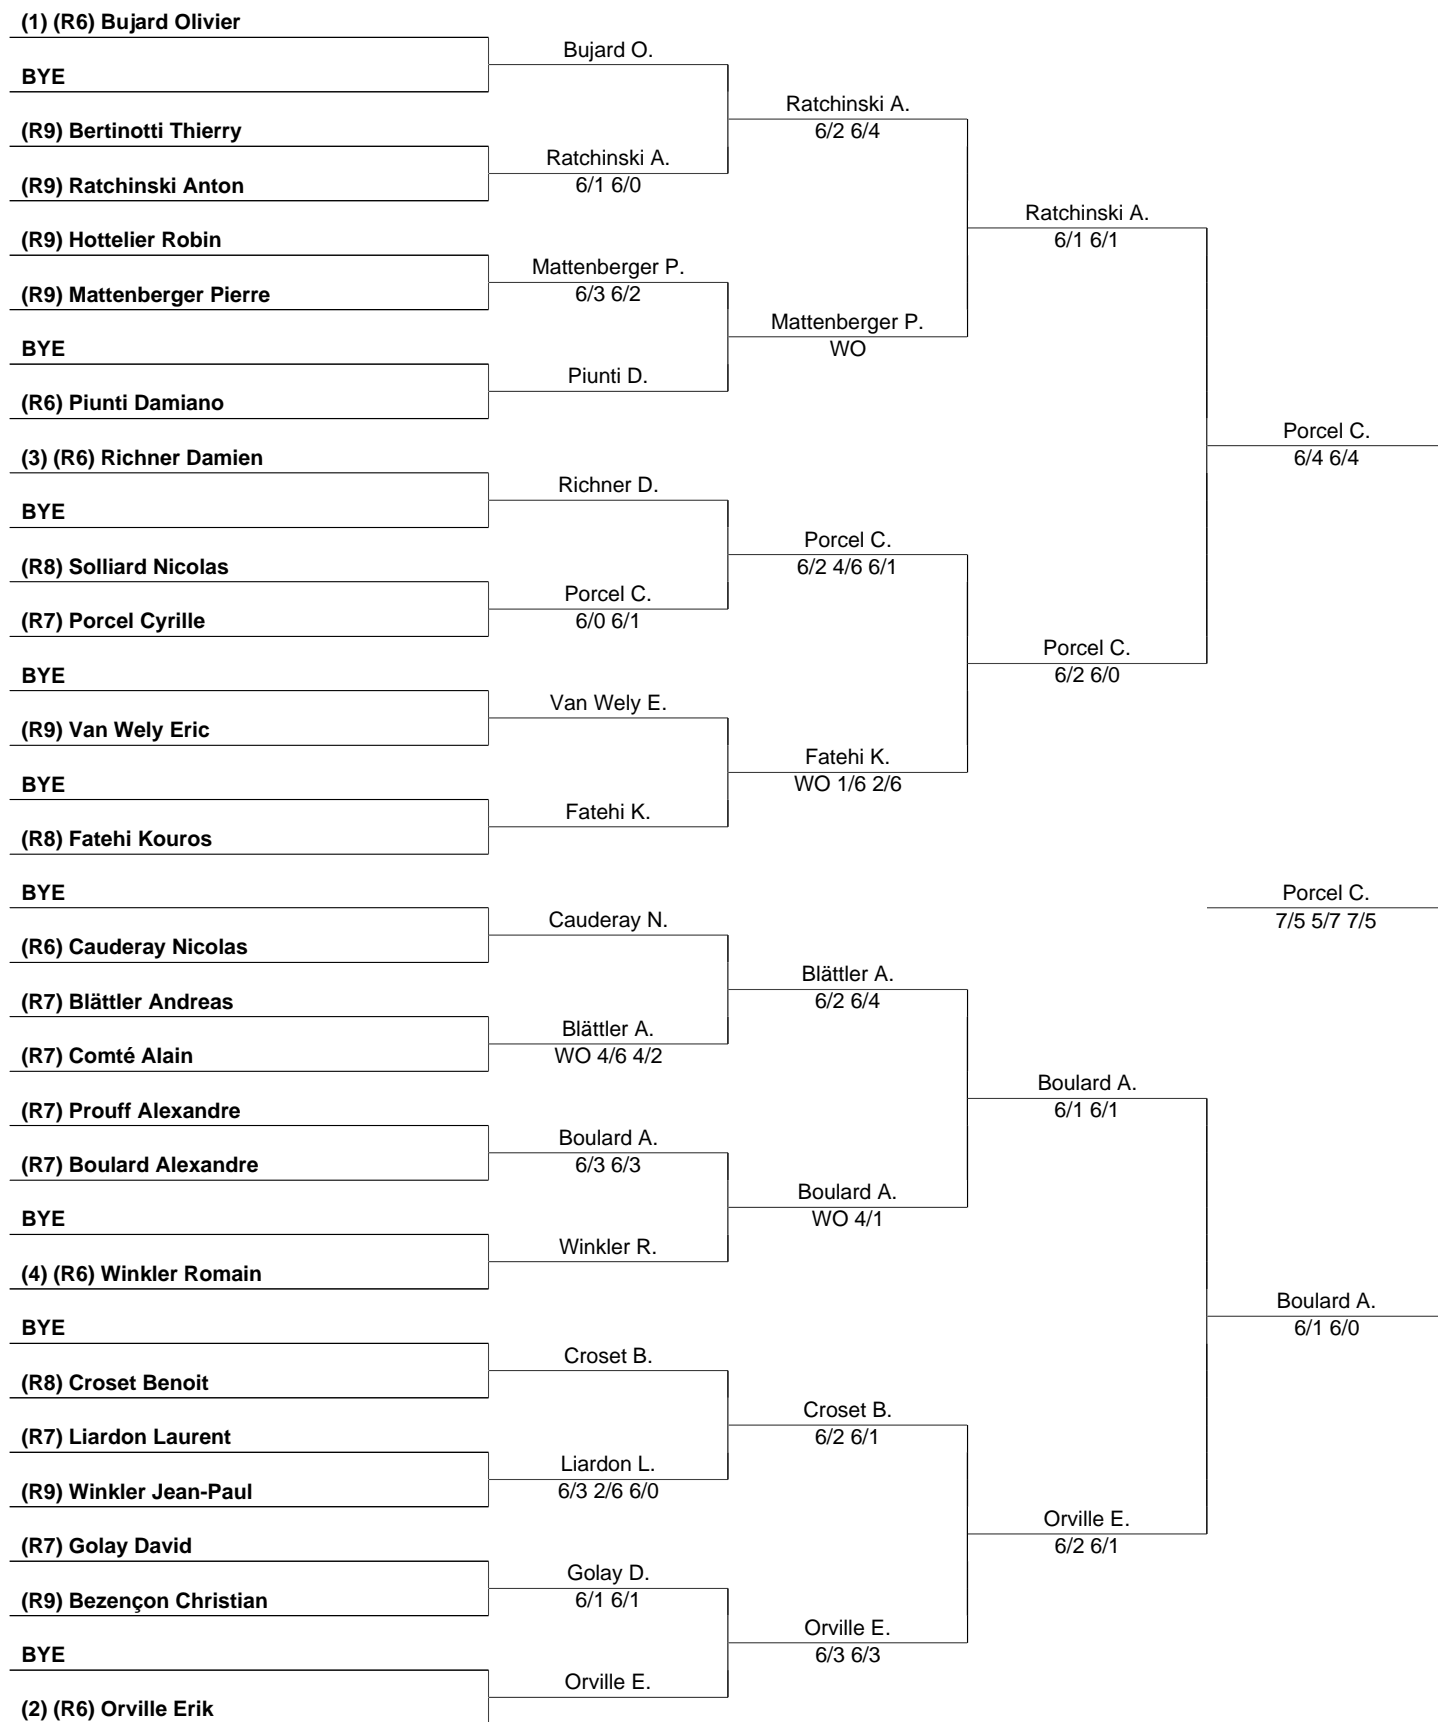 (1) (R6) Bujard Olivier
Bujard O.
BYE
Ratchinski A.
6/2 6/4
(R9) Bertinotti Thierry
Ratchinski A.
6/1 6/0
(R9) Ratchinski Anton
Ratchinski A.
6/1 6/1
(R9) Hottelier Robin
Mattenberger P.
6/3 6/2
(R9) Mattenberger Pierre
Mattenberger P.
WO
BYE
Piunti D.
(R6) Piunti Damiano
Porcel C.
6/4 6/4
(3) (R6) Richner Damien
Richner D.
BYE
Porcel C.
6/2 4/6 6/1
(R8) Solliard Nicolas
Porcel C.
6/0 6/1
(R7) Porcel Cyrille
Porcel C.
6/2 6/0
BYE
Van Wely E.
(R9) Van Wely Eric
Fatehi K.
WO 1/6 2/6
BYE
Fatehi K.
(R8) Fatehi Kouros
BYE
Porcel C.
7/5 5/7 7/5
Cauderay N.
(R6) Cauderay Nicolas
Blättler A.
6/2 6/4
(R7) Blättler Andreas
Blättler A.
WO 4/6 4/2
(R7) Comté Alain
Boulard A.
6/1 6/1
(R7) Prouff Alexandre
Boulard A.
6/3 6/3
(R7) Boulard Alexandre
Boulard A.
WO 4/1
BYE
Winkler R.
(4) (R6) Winkler Romain
Boulard A.
6/1 6/0
BYE
Croset B.
(R8) Croset Benoit
Croset B.
6/2 6/1
(R7) Liardon Laurent
Liardon L.
6/3 2/6 6/0
(R9) Winkler Jean-Paul
Orville E.
6/2 6/1
(R7) Golay David
Golay D.
6/1 6/1
(R9) Bezençon Christian
Orville E.
6/3 6/3
BYE
Orville E.
(2) (R6) Orville Erik